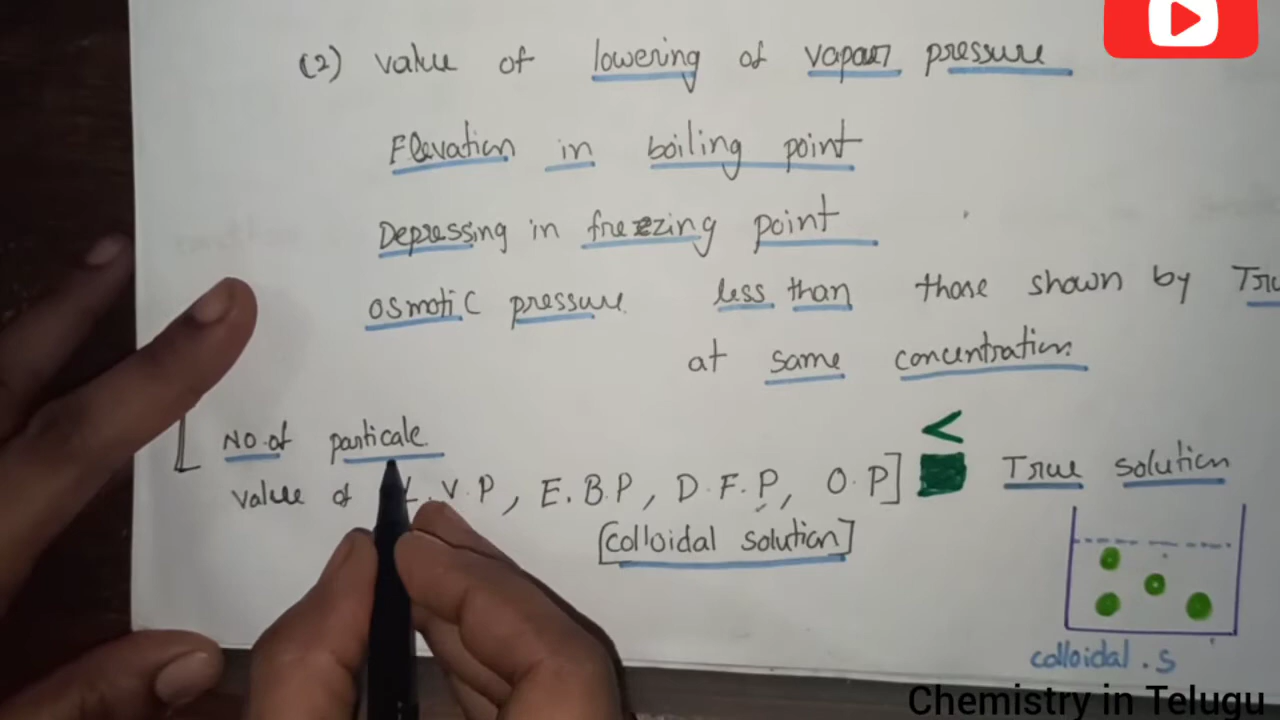 (2) value of lowering of vapour pressure
Elevation in boiling point
Depressing in freezing point
osmotic pressure. less than those shown by
at same concentration.
NO.of particale.
value of V.P, E.B.P, D.F.P, O.P] <
True solution
[colloidal solution]
colloidal.s
Chemistry in Telugu